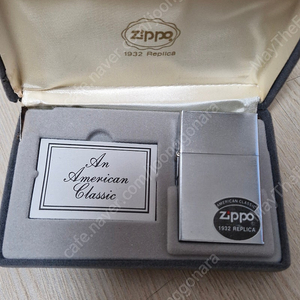 Zippo
1932 Replica
An
American
Classic
AMERICAN CLASSIC
Zippo
1932 REPLICA
cafe.naver.com/joonggonara